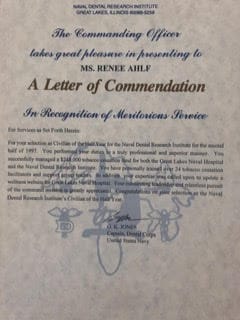 NAVAL DENTAL RESEARCH INSTITUTE
GREAT LAKES, ILLINOIS 60088-5259
The Commanding Officer
takes great pleasure in presenting to
MS. RENEE AHLF
A Letter of Commendation
In Recognition of Meritorious Service
For Services as Set Forth Herein:
For your selection as Civilian of the Half Year for the Naval Dental Research Institute for the second
half of 1997. You performed your duties in a truly professional and superior manner. You
successfully managed a tobacco cessation fund for both the Great Lakes Naval Hospital
and the Naval Dental Research Institute. You have personally trained over 24 tobacco cessation
facilitators and support group leaders. In addition, your expertise was called upon to update a
wellness website for Great Lakes Naval Hospital. Your outstanding leadership and relentless pursuit
of the command mission is greatly appreciated. Congratulations on your selection as the Naval
Dental Research Institute's Civilian of the Half Year.
G. K. JONES
Captain, Dental Corps
United States Navy